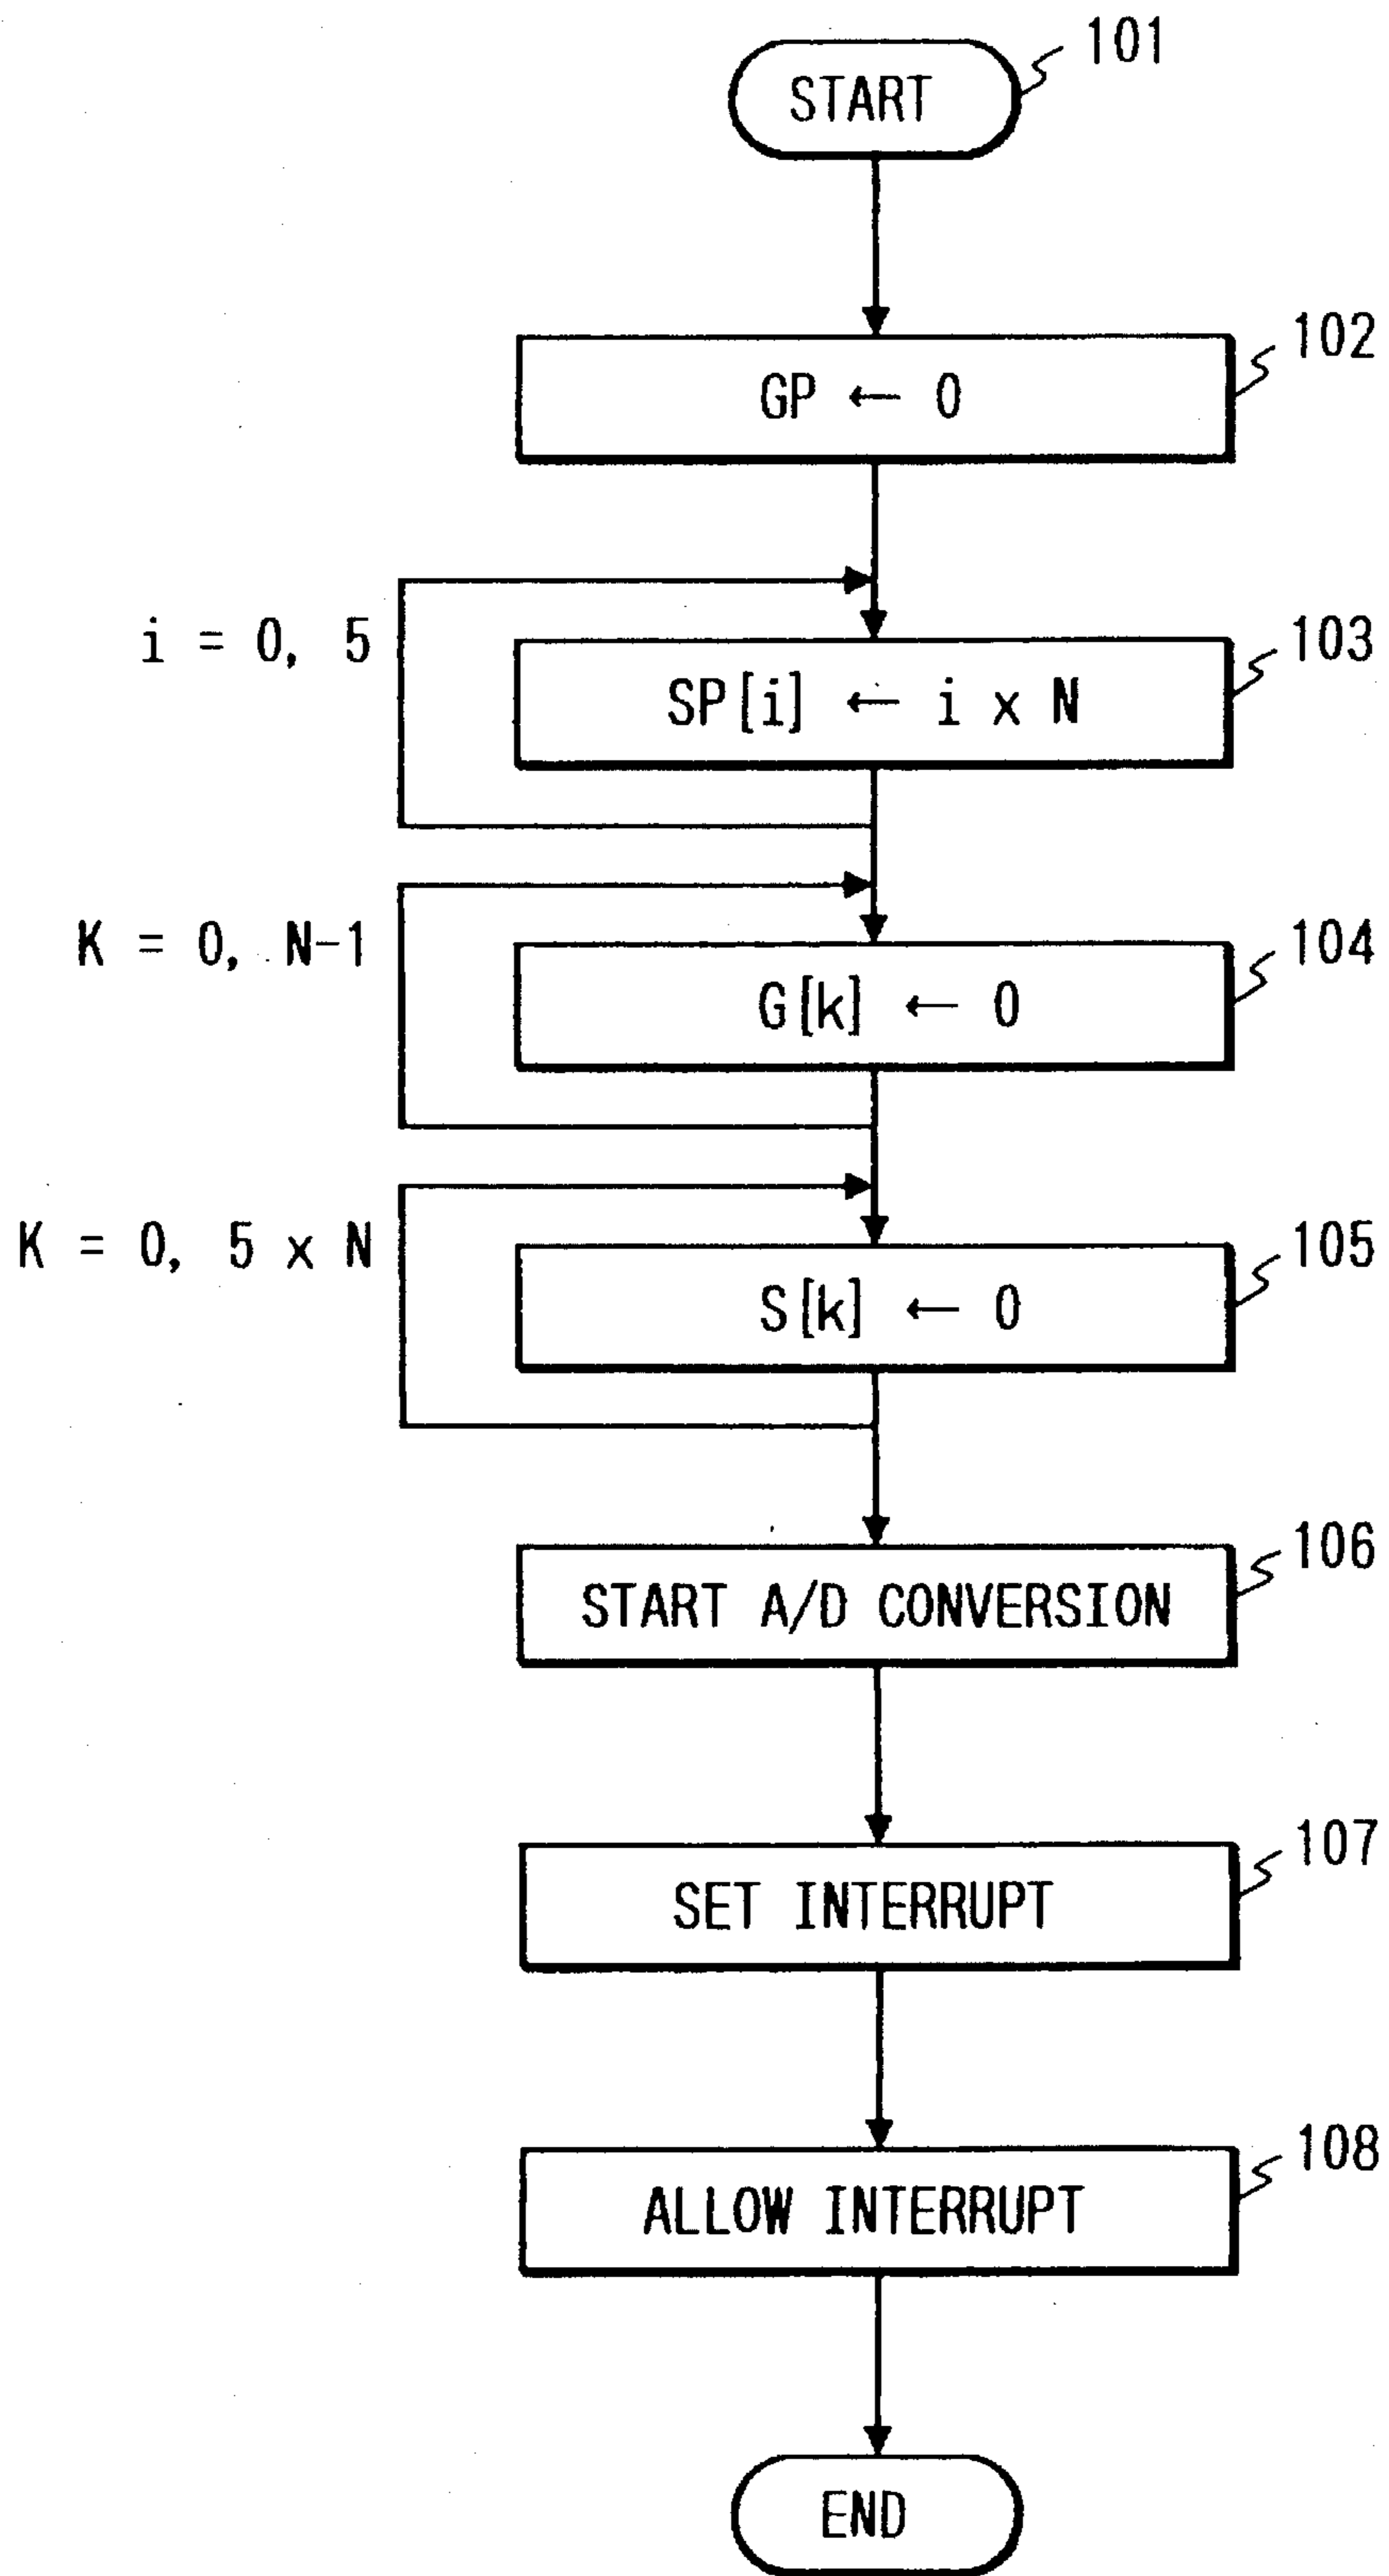 START
101
102
GP ← 0
i = 0, 5
103
SP[i] ← i x N
K = 0, N-1
104
G[k] ← 0
K = 0, 5 x N
105
S[k] ← 0
106
START A/D CONVERSION
107
SET INTERRUPT
108
ALLOW INTERRUPT
END